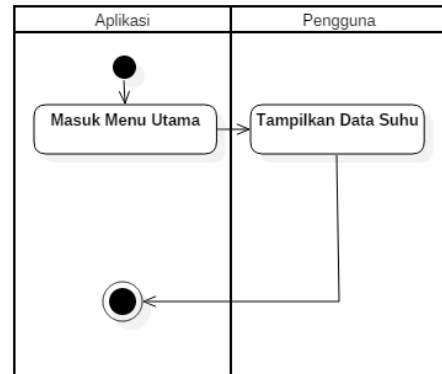 Aplikasi
Pengguna
Masuk Menu Utama
Tampilkan Data Suhu